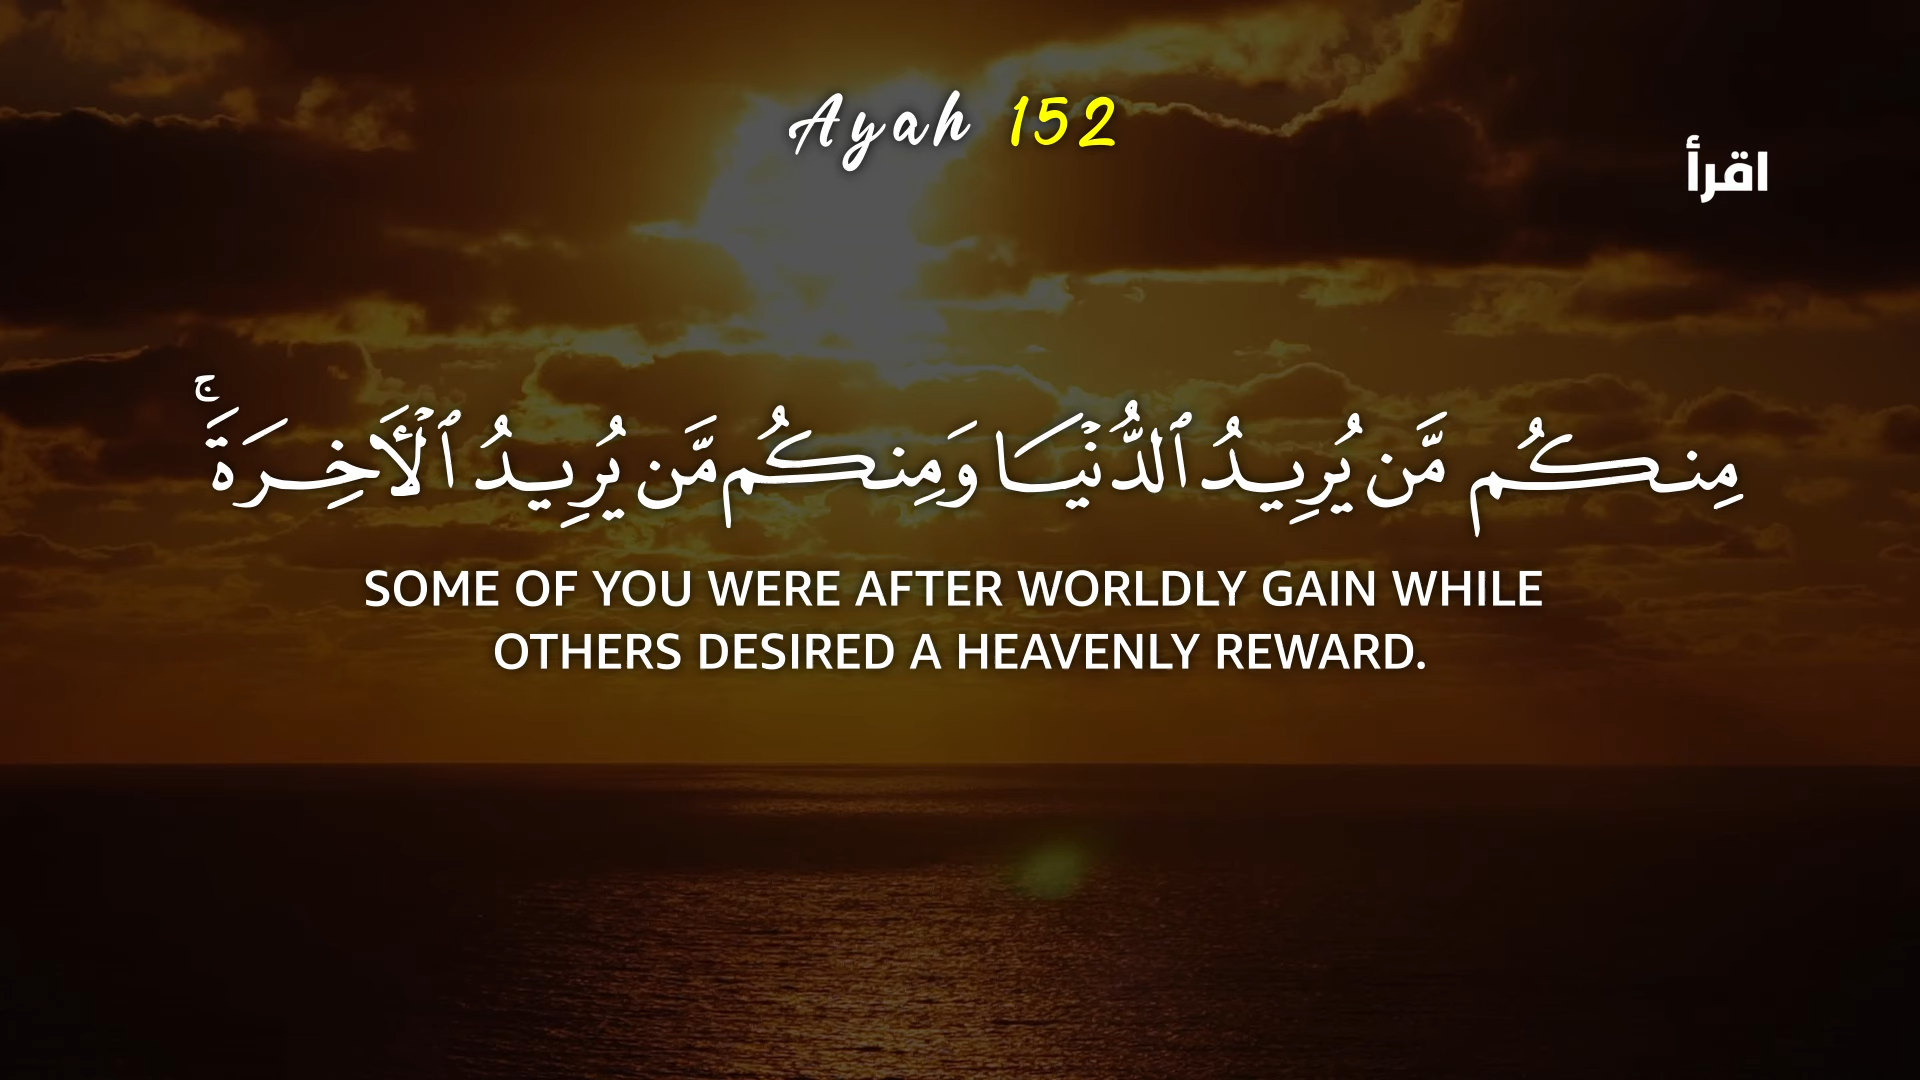 Ayah 152
اقرأ
مِنكُم مَّن يُرِيدُ ٱلدُّنْيَا وَمِنكُم مَّن يُرِيدُ ٱلْـَٔاخِرَةَ ۚ
SOME OF YOU WERE AFTER WORLDLY GAIN WHILE
OTHERS DESIRED A HEAVENLY REWARD.